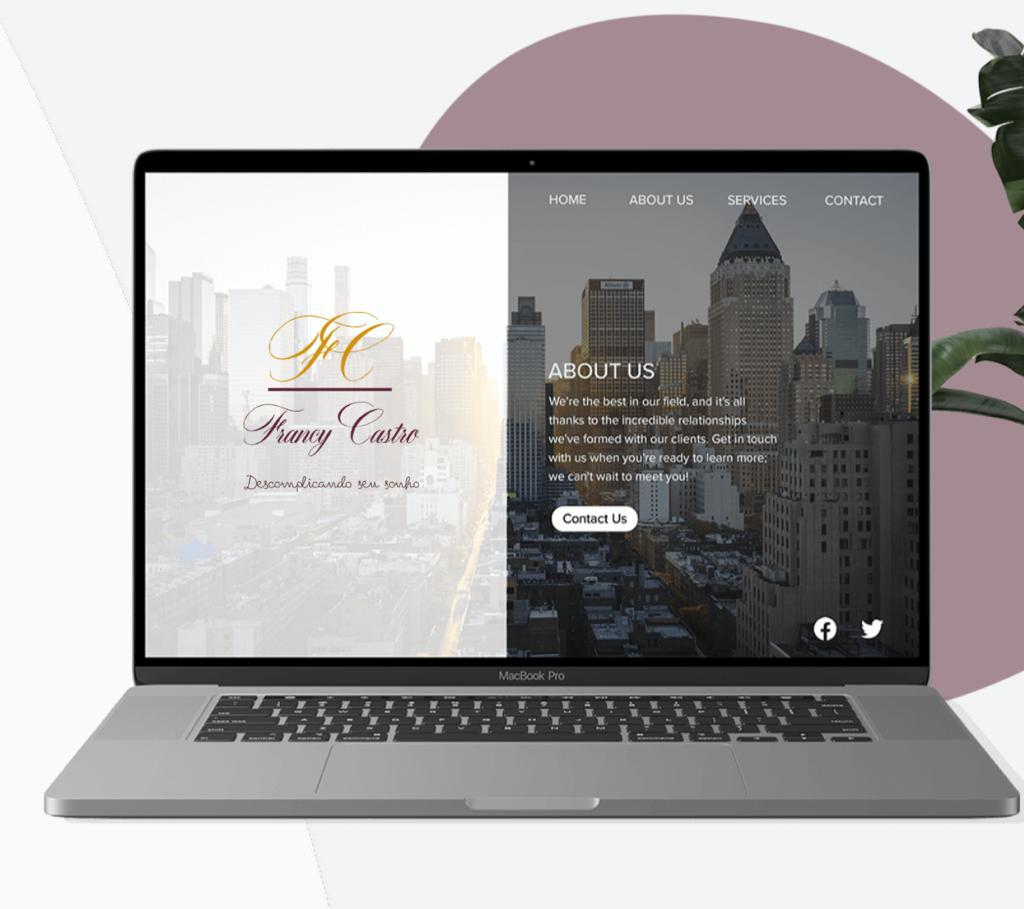 HOME ABOUT US SERVICES CONTACT
FC
Francy Castro
Descomplicando seu sonho
Allianz
ABOUT US
We're the best in our field, and it's all
thanks to the incredible relationships
we've formed with our clients. Get in touch
with us when you're ready to learn more;
we can't wait to meet you!
Contact Us
MacBook Pro